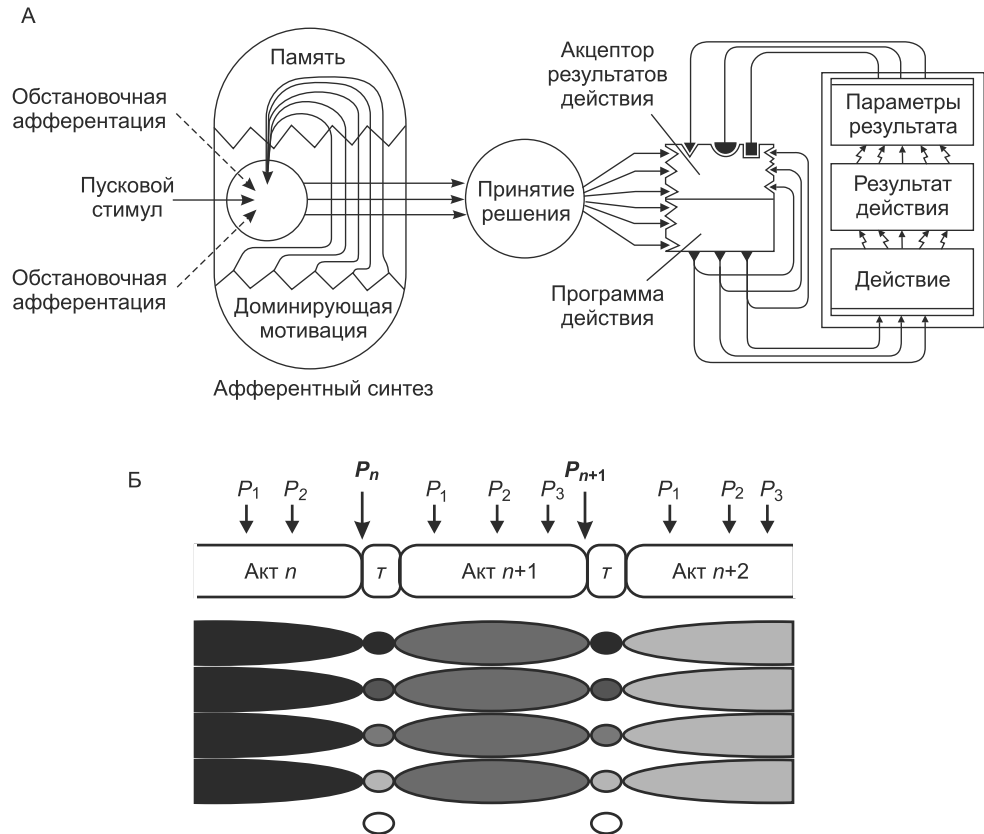 А
Память
Обстановочная
афферентация
Пусковой
стимул
Обстановочная
афферентация
Доминирующая
мотивация
Афферентный синтез
Принятие
решения
Акцептор
результатов
действия
Программа
действия
Параметры
результата
Результат
действия
Действие
Б
P1 P2 Pn P1 P2 P3 Pn+1 P1 P2 P3
Акт n τ Акт n+1 τ Акт n+2